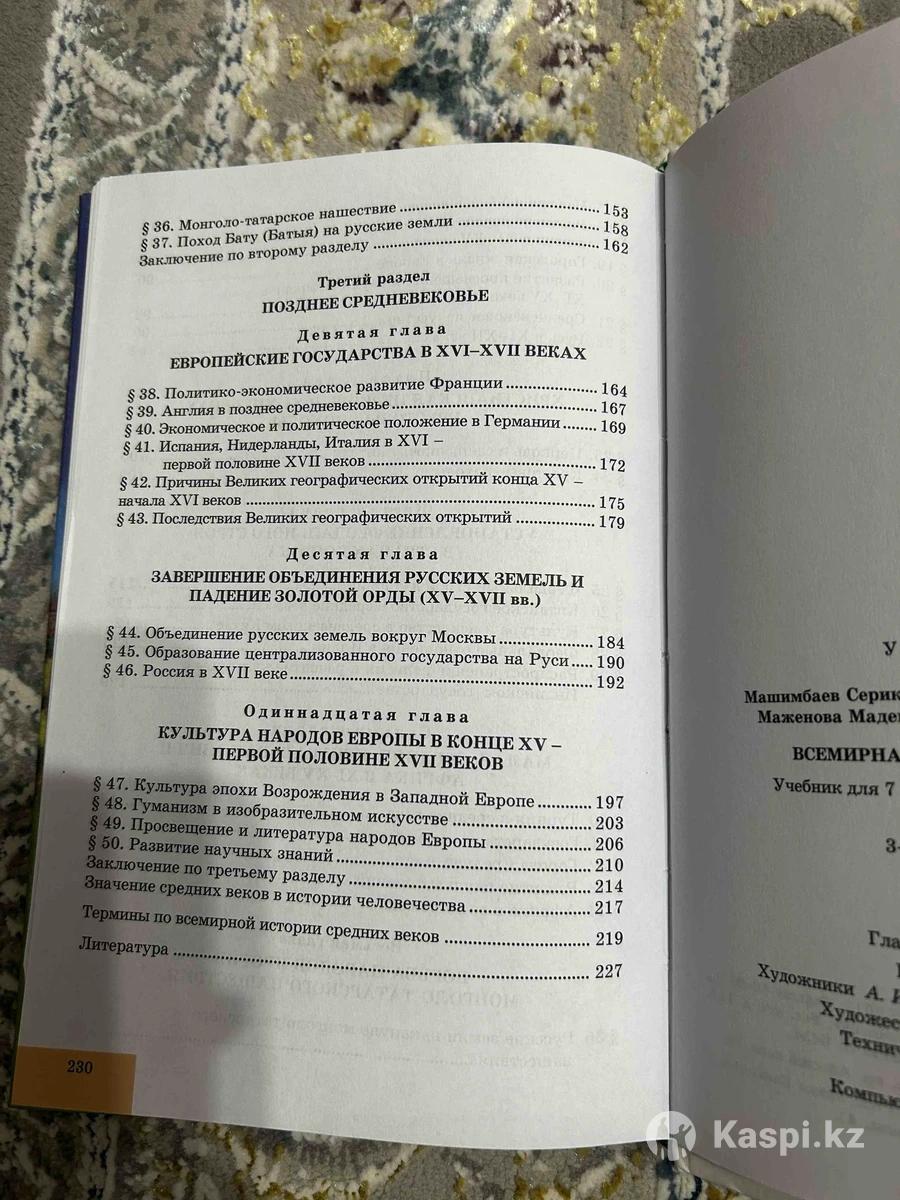 § 36. Монголо-татарское нашествие ........ 153
§ 37. Поход Бату (Батыя) на русские земли ........ 158
Заключение по второму разделу ........ 162
Третий раздел
ПОЗДНЕЕ СРЕДНЕВЕКОВЬЕ
Девятая глава
ЕВРОПЕЙСКИЕ ГОСУДАРСТВА В XVI–XVII ВЕКАХ
§ 38. Политико-экономическое развитие Франции ........ 164
§ 39. Англия в позднее средневековье ........ 167
§ 40. Экономическое и политическое положение в Германии ........ 169
§ 41. Испания, Нидерланды, Италия в XVI –
первой половине XVII веков ........ 172
§ 42. Причины Великих географических открытий конца XV –
начала XVI веков ........ 175
§ 43. Последствия Великих географических открытий ........ 179
Десятая глава
ЗАВЕРШЕНИЕ ОБЪЕДИНЕНИЯ РУССКИХ ЗЕМЕЛЬ И
ПАДЕНИЕ ЗОЛОТОЙ ОРДЫ (XV–XVII вв.)
§ 44. Объединение русских земель вокруг Москвы ........ 184
§ 45. Образование централизованного государства на Руси ..... 190
§ 46. Россия в XVII веке ........ 192
Одиннадцатая глава
КУЛЬТУРА НАРОДОВ ЕВРОПЫ В КОНЦЕ XV –
ПЕРВОЙ ПОЛОВИНЕ XVII ВЕКОВ
§ 47. Культура эпохи Возрождения в Западной Европе ........ 197
§ 48. Гуманизм в изобразительном искусстве ........ 203
§ 49. Просвещение и литература народов Европы ........ 206
§ 50. Развитие научных знаний ........ 210
Заключение по третьему разделу ........ 214
Значение средних веков в истории человечества ........ 217
Термины по всемирной истории средних веков ........ 219
Литература ........ 227
230
У
Машимбаев Серик
Маженова Маде
ВСЕМИРНА
Учебник для 7
3-
Гла
Художники А. И
Художес
Технич
Компью
Kaspi.kz